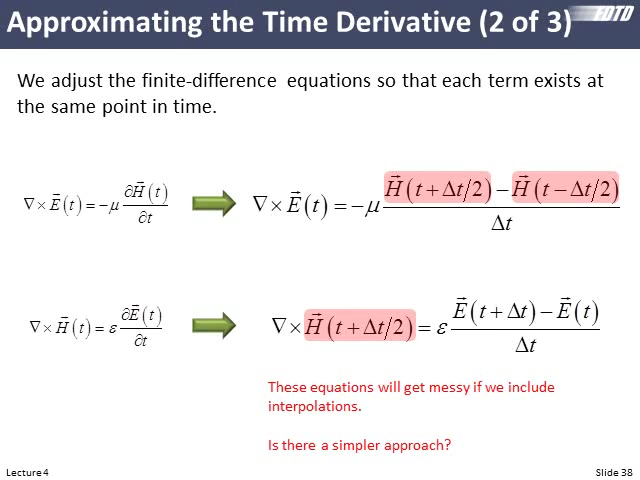 Approximating the Time Derivative (2 of 3)
FDTD
We adjust the finite-difference equations so that each term exists at
the same point in time.
∇ × E⃗(t) = −μ ∂H⃗(t)/∂t
∇ × E⃗(t) = −μ (H⃗(t + Δt/2) − H⃗(t − Δt/2))/Δt
∇ × H⃗(t) = ε ∂E⃗(t)/∂t
∇ × H⃗(t + Δt/2) = ε (E⃗(t + Δt) − E⃗(t))/Δt
These equations will get messy if we include
interpolations.
Is there a simpler approach?
Lecture 4
Slide 38